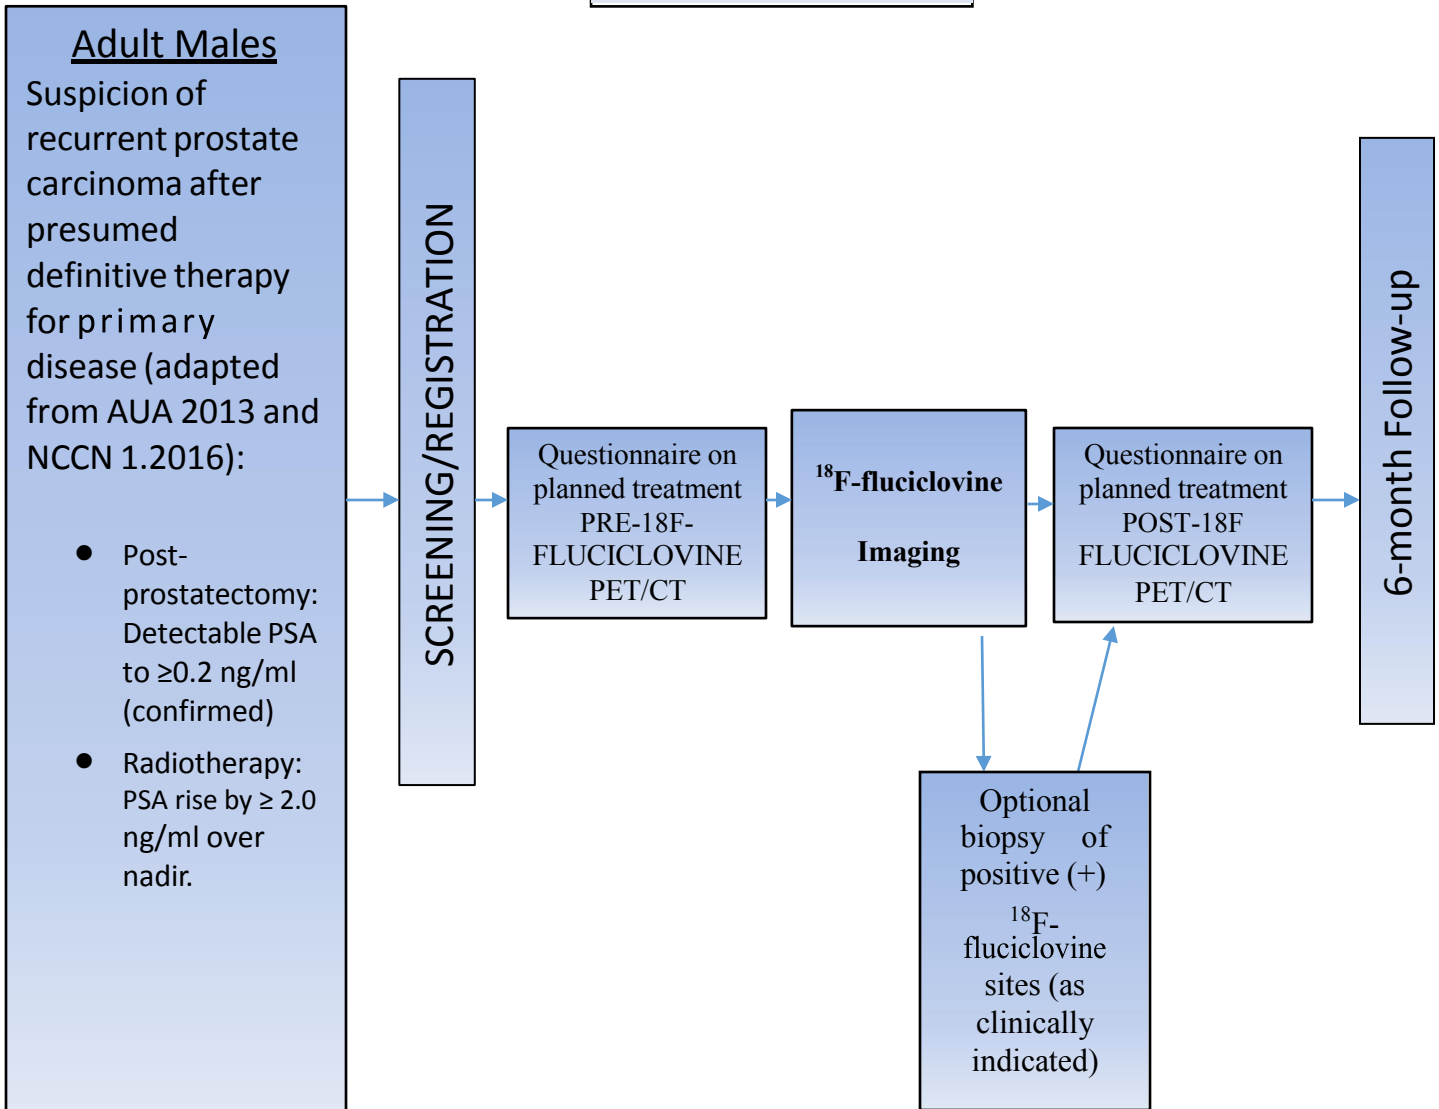 Adult Males
Suspicion of
recurrent prostate
carcinoma after
presumed
definitive therapy
for primary
disease (adapted
from AUA 2013 and
NCCN 1.2016):
● Post-
prostatectomy:
Detectable PSA
to ≥0.2 ng/ml
(confirmed)
● Radiotherapy:
PSA rise by ≥ 2.0
ng/ml over
nadir.
SCREENING/REGISTRATION
Questionnaire on
planned treatment
PRE-18F-
FLUCICLOVINE
PET/CT
¹⁸F-fluciclovine
Imaging
Optional
biopsy of
positive (+)
¹⁸F-
fluciclovine
sites (as
clinically
indicated)
Questionnaire on
planned treatment
POST-18F
FLUCICLOVINE
PET/CT
6-month Follow-up